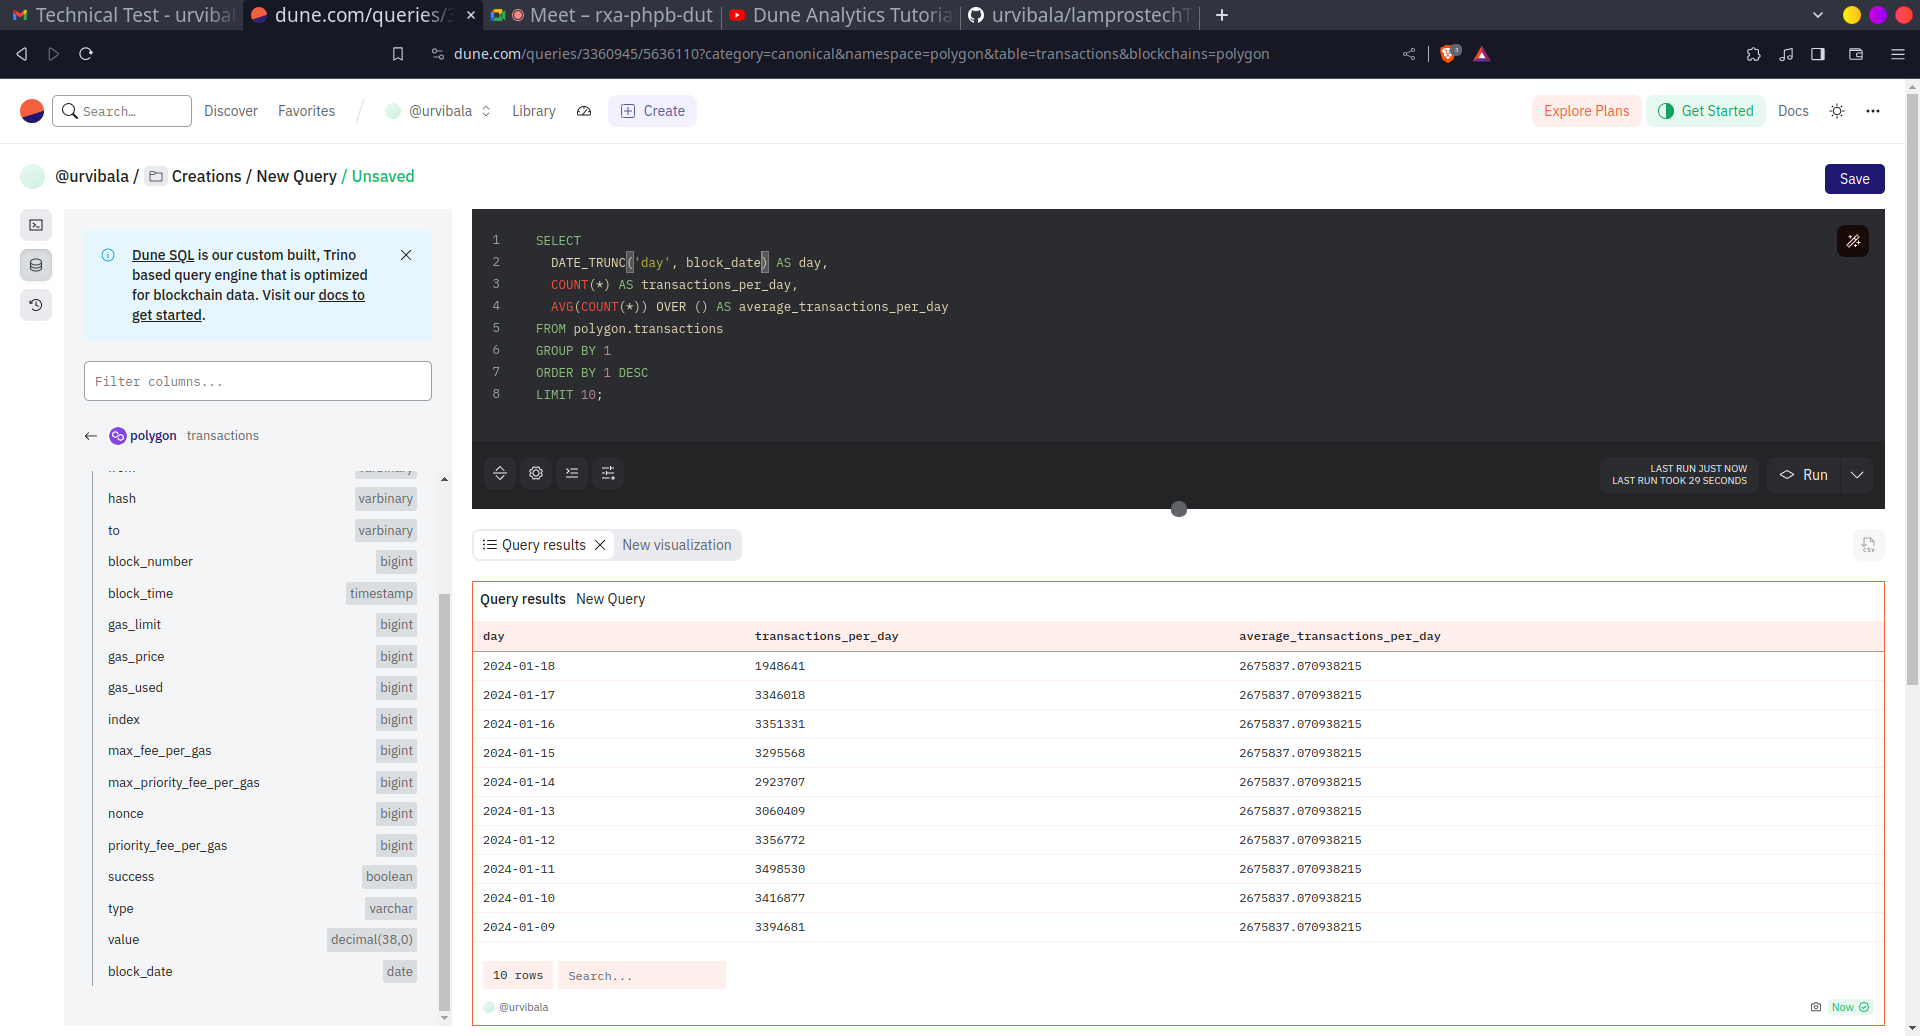 Technical Test - urvibal
dune.com/queries/3
Meet – rxa-phpb-dut
Dune Analytics Tutoria
urvibala/lamprostechT
dune.com/queries/3360945/5636110?category=canonical&namespace=polygon&table=transactions&blockchains=polygon
3
Search...
Discover
Favorites
@urvibala
Library
Create
Explore Plans
Get Started
Docs
@urvibala / Creations / New Query / Unsaved
Save
Dune SQL is our custom built, Trino
based query engine that is optimized
for blockchain data. Visit our docs to
get started.
Filter columns...
polygon transactions
hash varbinary
to varbinary
block_number bigint
block_time timestamp
gas_limit bigint
gas_price bigint
gas_used bigint
index bigint
max_fee_per_gas bigint
max_priority_fee_per_gas bigint
nonce bigint
priority_fee_per_gas bigint
success boolean
type varchar
value decimal(38,0)
block_date date
1 SELECT
2 DATE_TRUNC('day', block_date) AS day,
3 COUNT(*) AS transactions_per_day,
4 AVG(COUNT(*)) OVER () AS average_transactions_per_day
5 FROM polygon.transactions
6 GROUP BY 1
7 ORDER BY 1 DESC
8 LIMIT 10;
LAST RUN JUST NOW
LAST RUN TOOK 29 SECONDS
Run
Query results
New visualization
CSV
Query results New Query
day transactions_per_day average_transactions_per_day
2024-01-18 1948641 2675837.070938215
2024-01-17 3346018 2675837.070938215
2024-01-16 3351331 2675837.070938215
2024-01-15 3295568 2675837.070938215
2024-01-14 2923707 2675837.070938215
2024-01-13 3060409 2675837.070938215
2024-01-12 3356772 2675837.070938215
2024-01-11 3498530 2675837.070938215
2024-01-10 3416877 2675837.070938215
2024-01-09 3394681 2675837.070938215
10 rows
Search...
@urvibala
Now